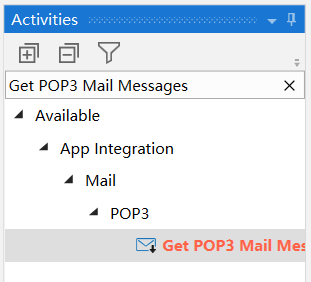 Activities
Get POP3 Mail Messages
Available
App Integration
Mail
POP3
Get POP3 Mail Mes